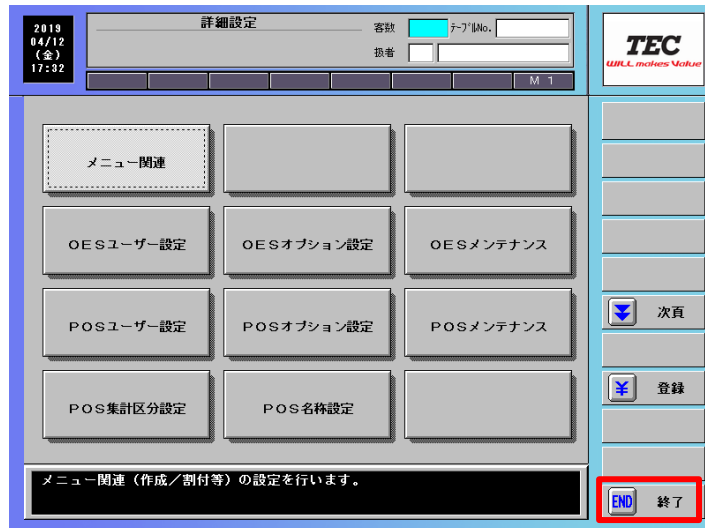 2019
04/12
(金)
17:32
詳細設定
客数
ﾃｰﾌﾞﾙNo.
扱者
M1
TEC
WILL makes Value
メニュー関連
OESユーザー設定
OESオプション設定
OESメンテナンス
POSユーザー設定
POSオプション設定
POSメンテナンス
POS集計区分設定
POS名称設定
次頁
¥ 登録
END 終了
メニュー関連（作成／割付等）の設定を行います。